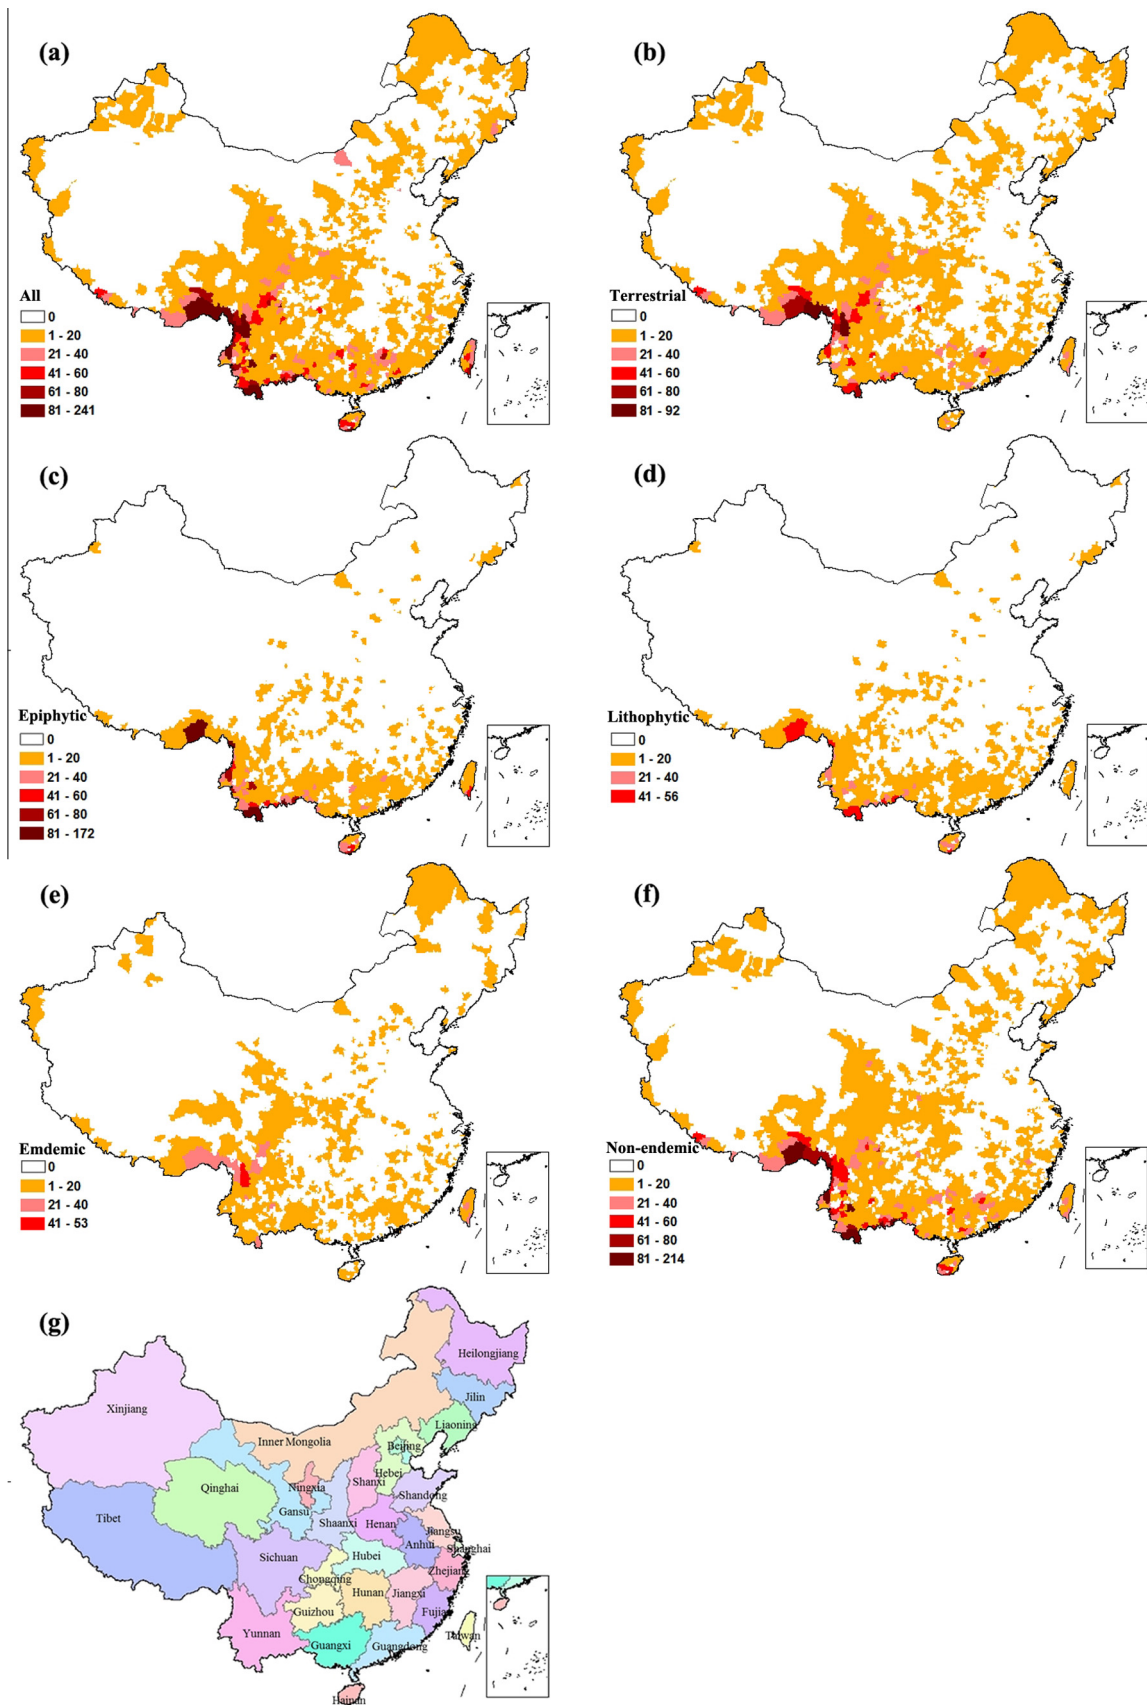 (a)
All
0
1 - 20
21 - 40
41 - 60
61 - 80
81 - 241
(b)
Terrestrial
0
1 - 20
21 - 40
41 - 60
61 - 80
81 - 92
(c)
Epiphytic
0
1 - 20
21 - 40
41 - 60
61 - 80
81 - 172
(d)
Lithophytic
0
1 - 20
21 - 40
41 - 56
(e)
Emdemic
0
1 - 20
21 - 40
41 - 53
(f)
Non-endemic
0
1 - 20
21 - 40
41 - 60
61 - 80
81 - 214
(g)
Heilongjiang
Jilin
Xinjiang
Liaoning
Inner Mongolia
Beijing
Hebei
Shanxi
Ningxia
Qinghai
Shandong
Gansu
Tibet
Shaanxi
Henan
Jiangsu
Anhui
Shanghai
Sichuan
Hubei
Zhejiang
Chongqing
Hunan
Jiangxi
Guizhou
Fujian
Yunnan
Taiwan
Guangxi
Guangdong
Hainan